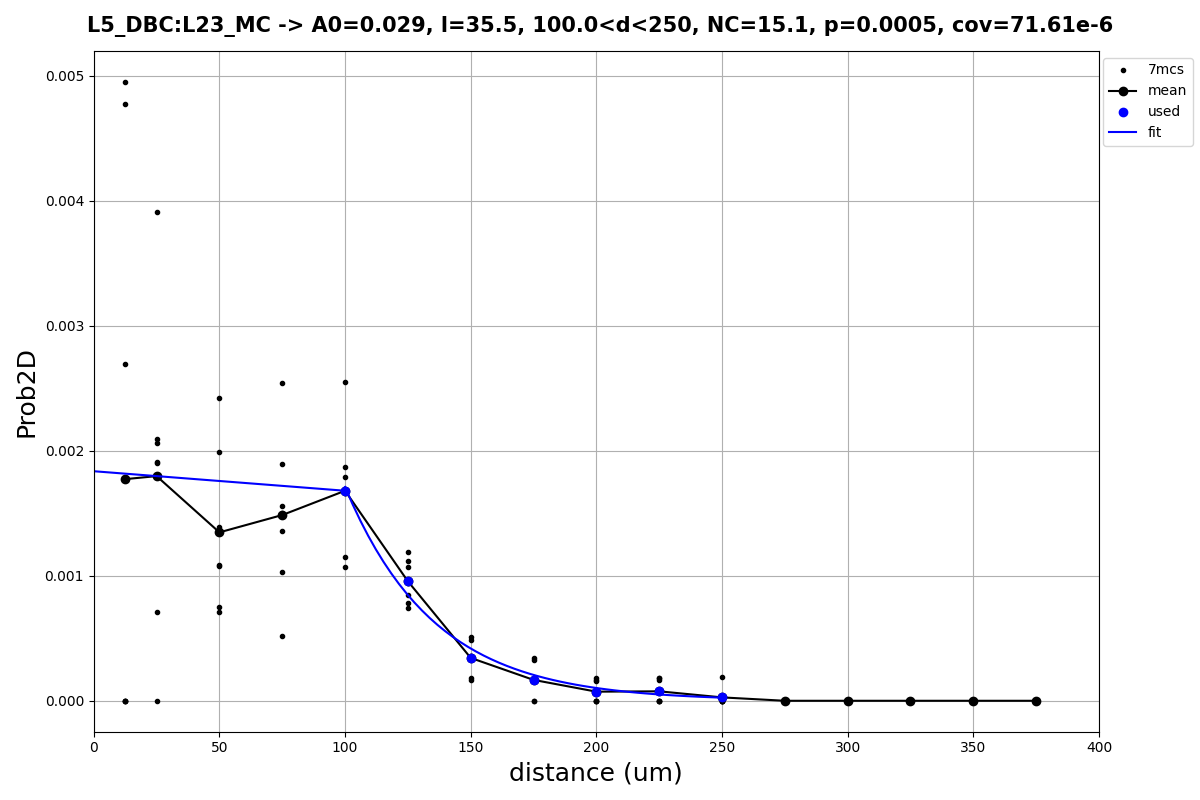 L5_DBC:L23_MC -> A0=0.029, l=35.5, 100.0<d<250, NC=15.1, p=0.0005, cov=71.61e-6
7mcs
mean
used
fit
Prob2D
0.005
0.004
0.003
0.002
0.001
0.000
0 50 100 150 200 250 300 350 400
distance (um)